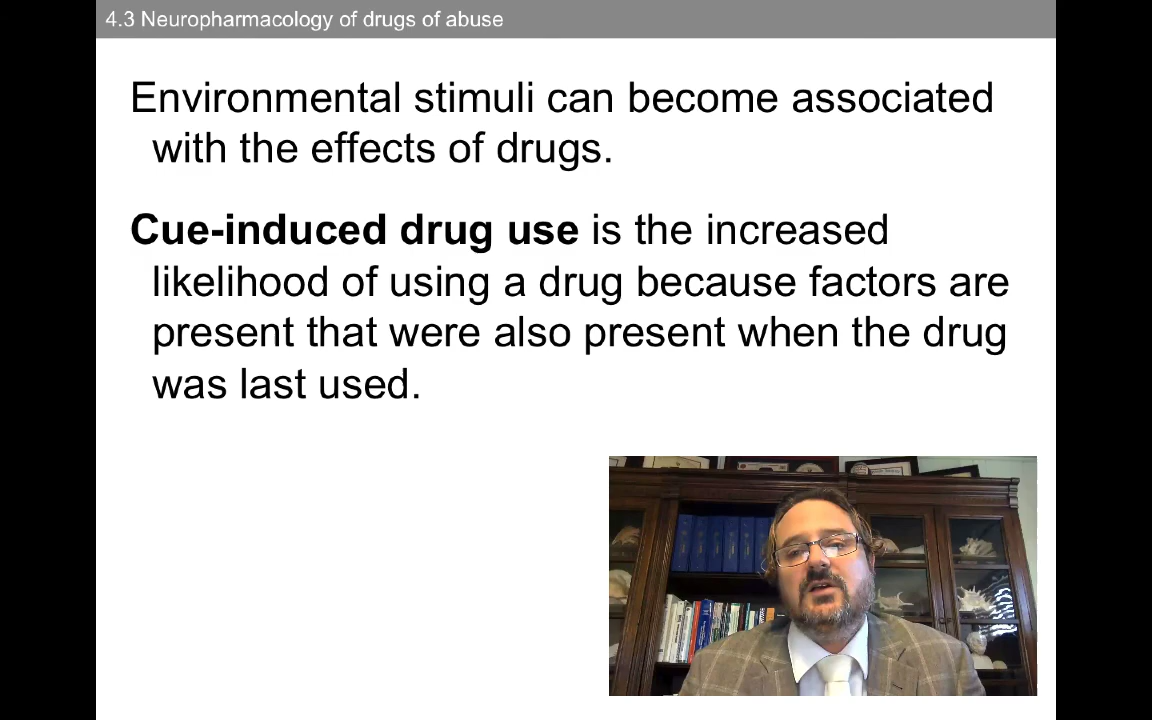 4.3 Neuropharmacology of drugs of abuse
Environmental stimuli can become associated
with the effects of drugs.
Cue-induced drug use is the increased
likelihood of using a drug because factors are
present that were also present when the drug
was last used.